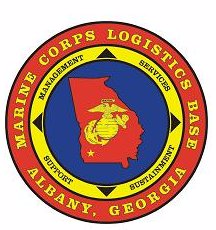 MARINE CORPS LOGISTICS BASE
MANAGEMENT
SERVICES
SUPPORT
SUSTAINMENT
ALBANY, GEORGIA